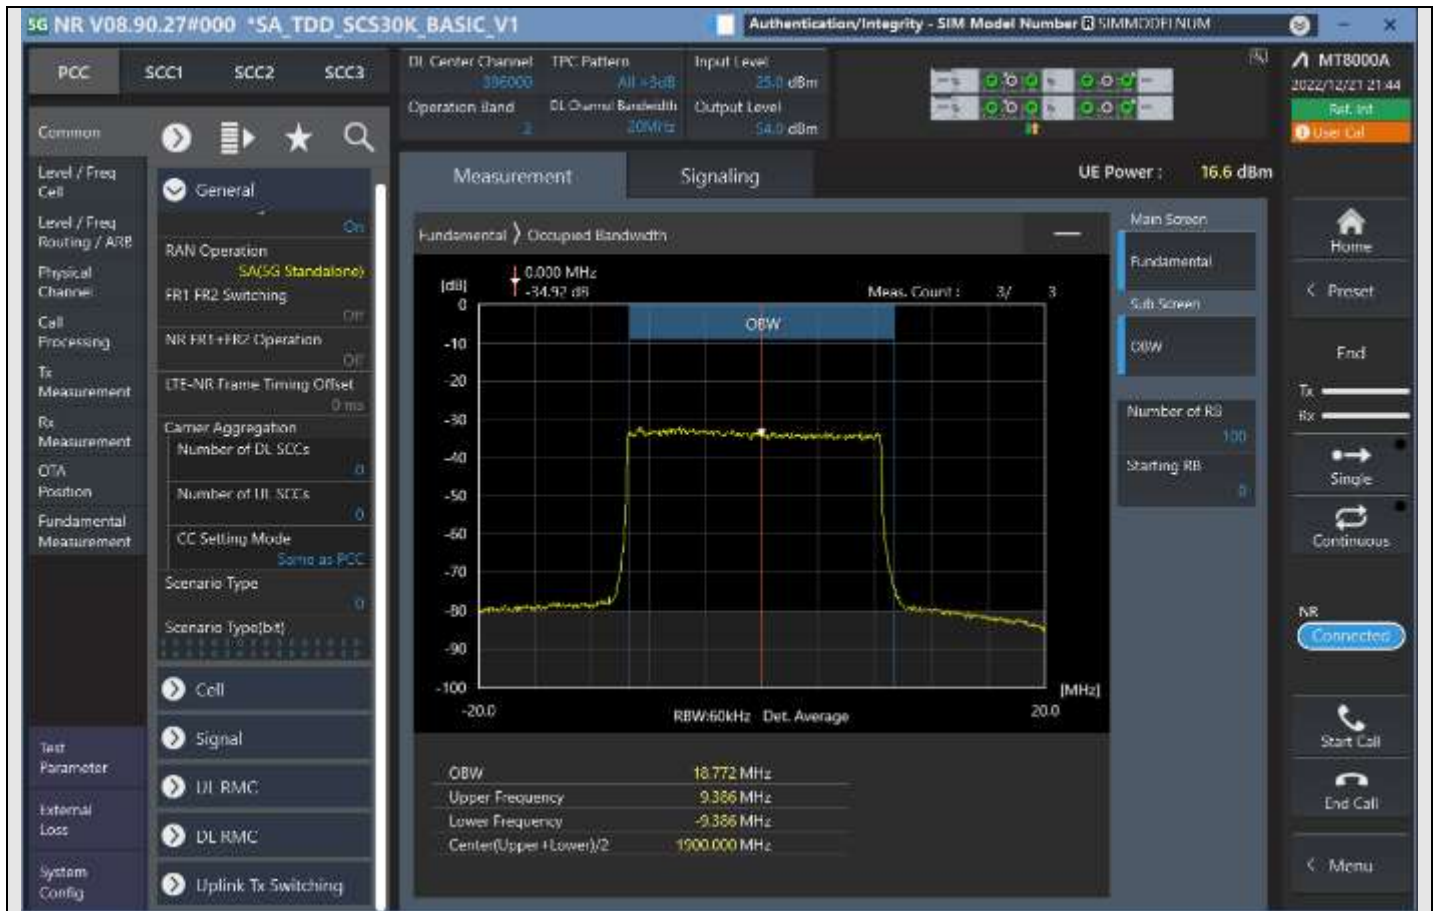 5G NR V08.90.27#000 *SA_TDD_SCS30K_BASIC_V1
Authentication/Integrity - SIM Model Number
SIMMODELNUM
PCC SCC1 SCC2 SCC3
DL Center Channel
386000
TPC Pattern
All +3dB
Input Level
25.0 dBm
Operation Band
2
DL Channel Bandwidth
20MHz
Output Level
-54.0 dBm
MT8000A
2022/12/21 21:44
Ref. Int
User Cal
Common
Level / Freq
Cell
Level / Freq
Routing / ARB
Physical
Channel
Call
Processing
Tx
Measurement
Rx
Measurement
OTA
Position
Fundamental
Measurement
Test
Parameter
External
Loss
System
Config
General
On
RAN Operation
SA(5G Standalone)
FR1 FR2 Switching
Off
NR FR1+FR2 Operation
Off
LTE-NR Frame Timing Offset
0 ms
Carrier Aggregation
Number of DL SCCs
0
Number of UL SCCs
0
CC Setting Mode
Same as PCC
Scenario Type
0
Scenario Type(bit)
Cell
Signal
UL RMC
DL RMC
Uplink Tx Switching
Measurement
Signaling
UE Power : 16.6 dBm
Fundamental > Occupied Bandwidth
0.000 MHz
-34.92 dB
Meas. Count : 3/ 3
[dB]
0
-10
-20
-30
-40
-50
-60
-70
-80
-90
-100
OBW
[MHz]
-20.0
RBW:60kHz Det. Average
20.0
OBW 18.772 MHz
Upper Frequency 9.386 MHz
Lower Frequency -9.386 MHz
Center(Upper+Lower)/2 1900.000 MHz
Main Screen
Fundamental
Sub Screen
OBW
Number of RB
100
Starting RB
0
Home
< Preset
End
Tx
Rx
Single
Continuous
NR
Connected
Start Call
End Call
< Menu